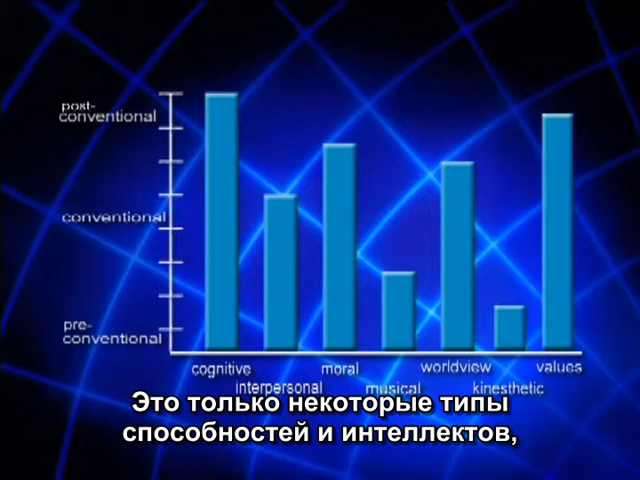 post-
conventional
conventional
pre-
conventional
cognitive
interpersonal
moral
musical
worldview
kinesthetic
values
Это только некоторые типы
способностей и интеллектов,